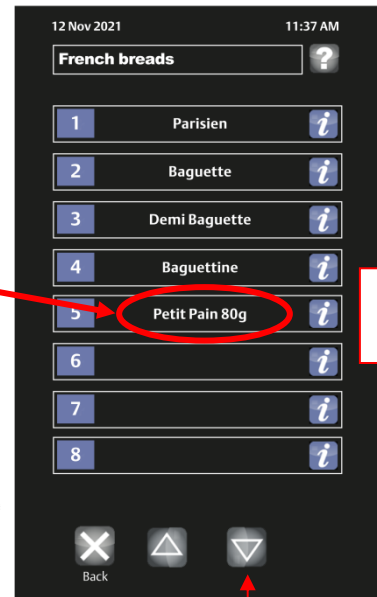 12 Nov 2021 11:37 AM
French breads ?
1 Parisien i
2 Baguette i
3 Demi Baguette i
4 Baguettine i
5 Petit Pain 80g i
6 i
7 i
8 i
Back